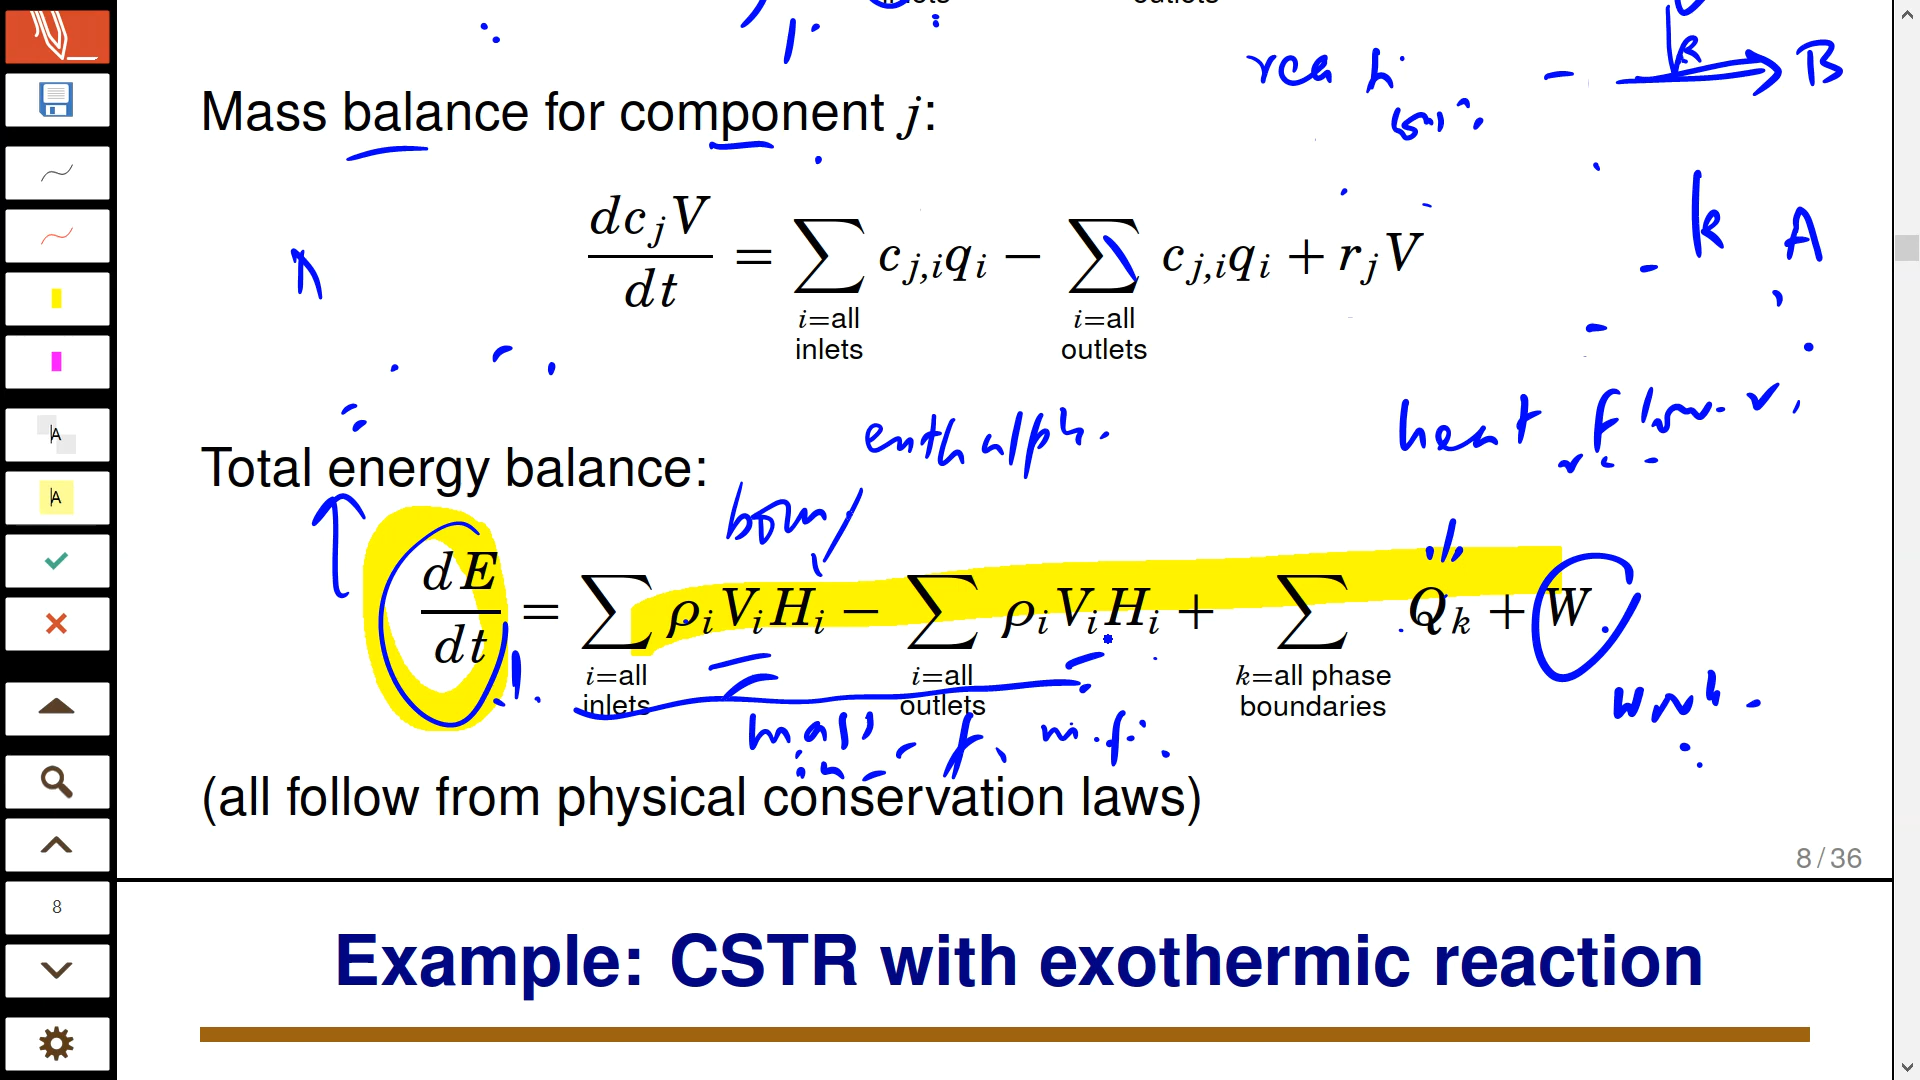 k
B
Mass balance for component j:
dc_jV/dt = ∑_{i=all inlets} c_{j,i}q_i − ∑_{i=all outlets} c_{j,i}q_i + r_jV
k A
enthalph.
heat flow
Total energy balance:
dE/dt = ∑_{i=all inlets} ρ_iV_iH_i − ∑_{i=all outlets} ρ_iV_iH_i + ∑_{k=all phase boundaries} Q_k + W
work
mass
(all follow from physical conservation laws)
8/36
8
Example: CSTR with exothermic reaction